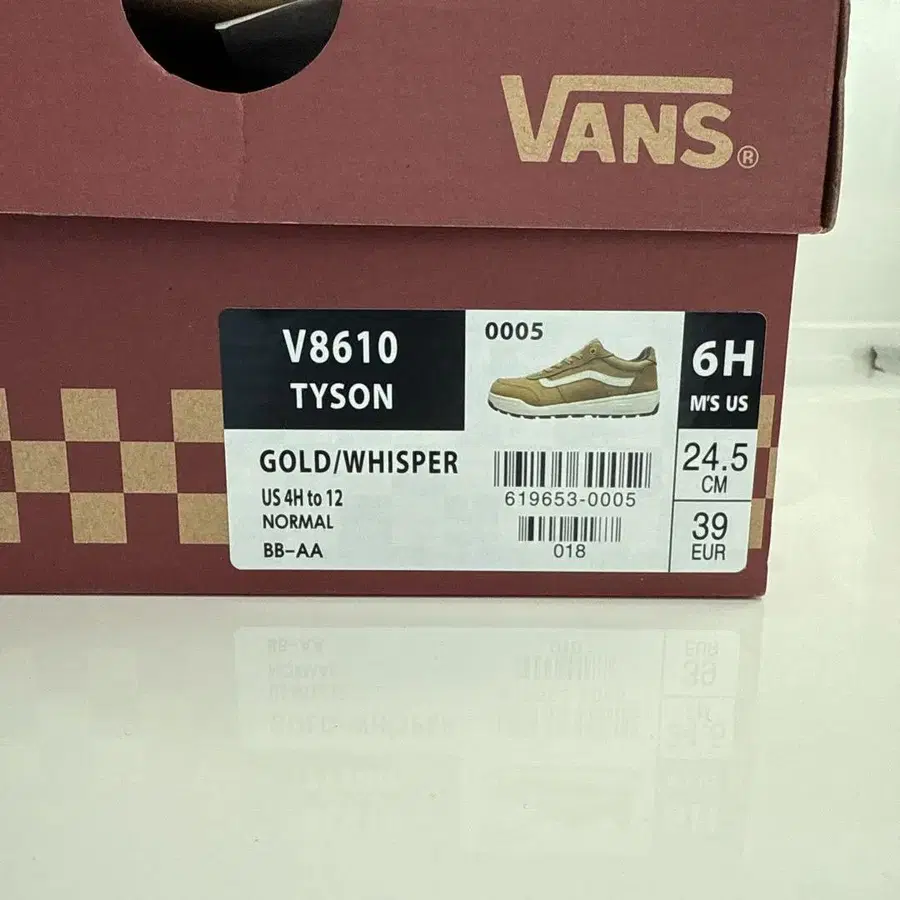 VANS®
V8610
TYSON
0005
6H
M'S US
GOLD/WHISPER
US 4H to 12
NORMAL
BB-AA
619653-0005
018
24.5
CM
39
EUR